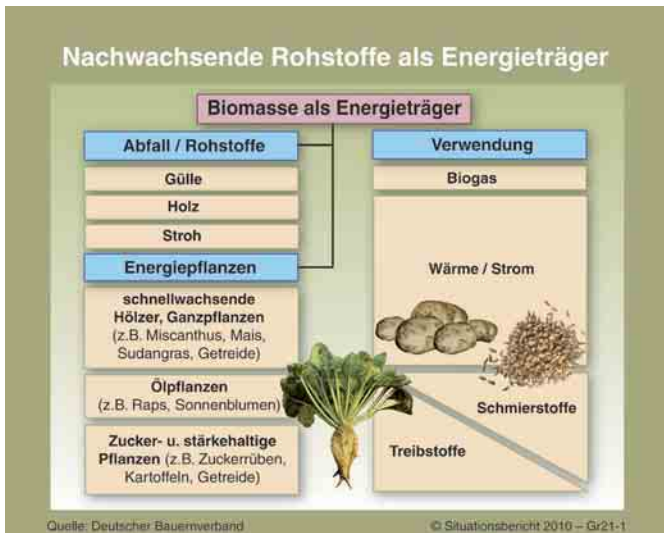 Nachwachsende Rohstoffe als Energieträger
Biomasse als Energieträger
Abfall / Rohstoffe
Gülle
Holz
Stroh
Energiepflanzen
schnellwachsende
Hölzer, Ganzpflanzen
(z.B. Miscanthus, Mais,
Sudangras, Getreide)
Ölpflanzen
(z.B. Raps, Sonnenblumen)
Zucker- u. stärkehaltige
Pflanzen (z.B. Zuckerrüben,
Kartoffeln, Getreide)
Verwendung
Biogas
Wärme / Strom
Schmierstoffe
Treibstoffe
Quelle: Deutscher Bauernverband
© Situationsbericht 2010 – Gr21-1